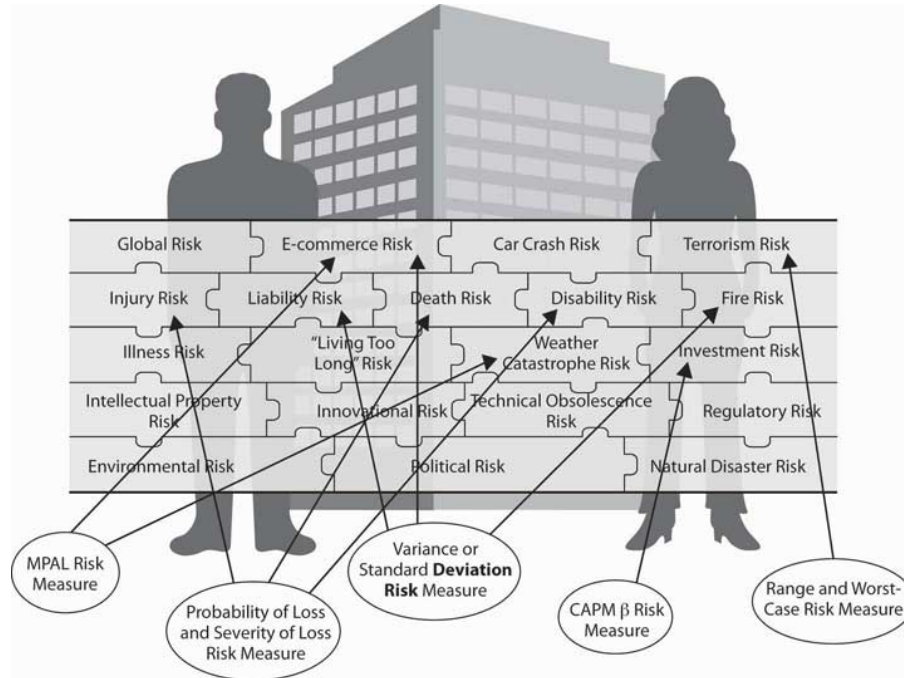 Global Risk
E-commerce Risk
Car Crash Risk
Terrorism Risk
Injury Risk
Liability Risk
Death Risk
Disability Risk
Fire Risk
Illness Risk
“Living Too
Long” Risk
Weather
Catastrophe Risk
Investment Risk
Intellectual Property
Risk
Innovational Risk
Technical Obsolescence
Risk
Regulatory Risk
Environmental Risk
Political Risk
Natural Disaster Risk
MPAL Risk
Measure
Probability of Loss
and Severity of Loss
Risk Measure
Variance or
Standard Deviation
Risk Measure
CAPM β Risk
Measure
Range and Worst-
Case Risk Measure